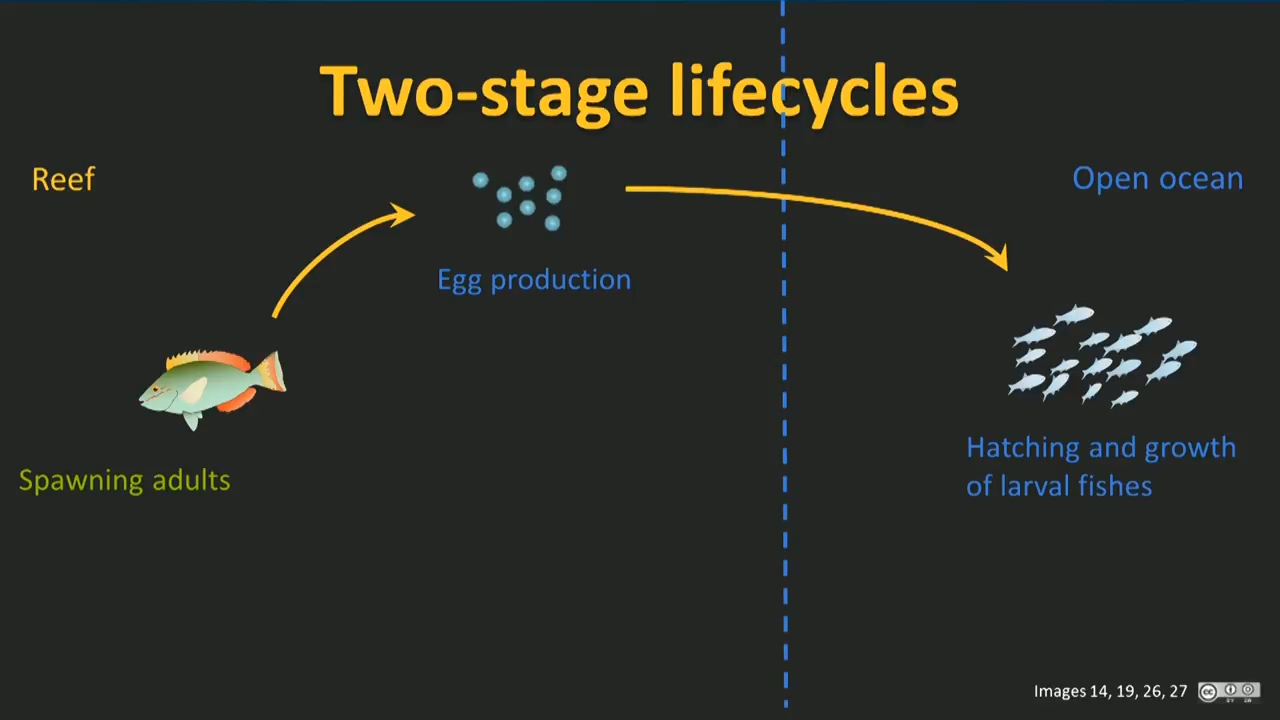 Two-stage lifecycles
Reef
Open ocean
Egg production
Spawning adults
Hatching and growth
of larval fishes
Images 14, 19, 26, 27